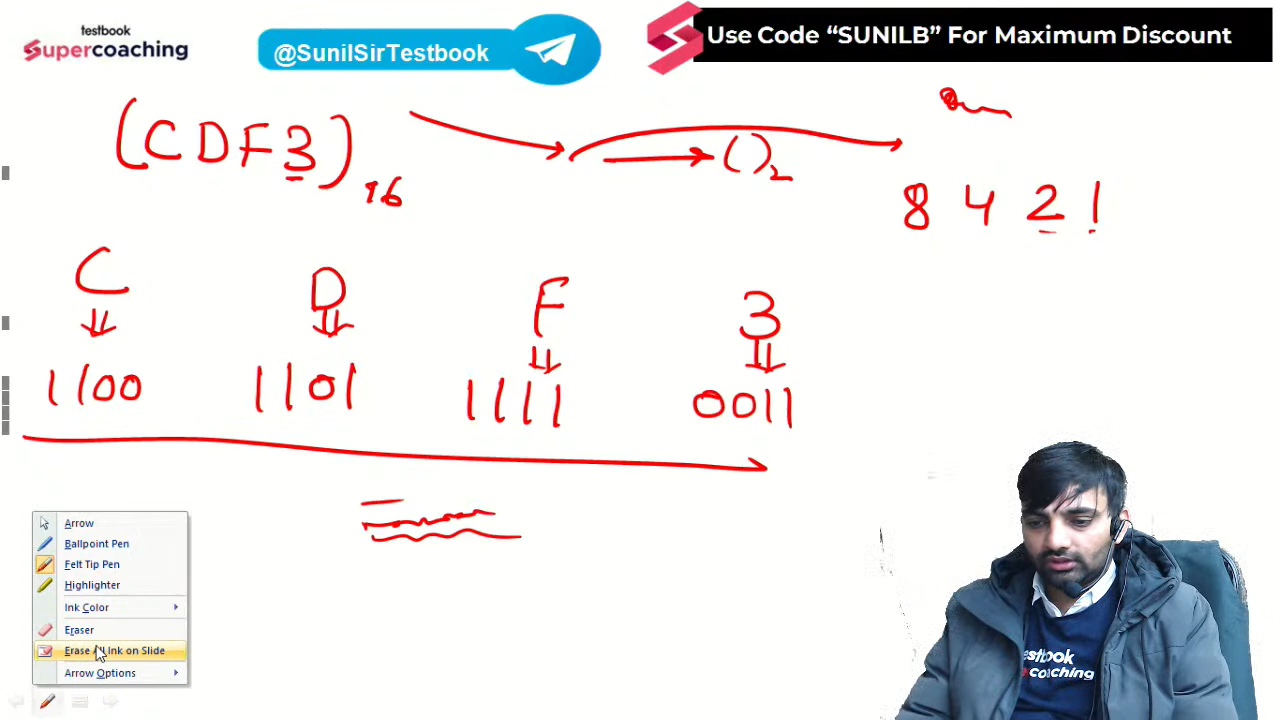 testbook
Supercoaching
@SunilSirTestbook
Use Code “SUNILB” For Maximum Discount
(CDF3)16
()2
8 4 2 1
C D F 3
1100 1101 1111 0011
Arrow
Ballpoint Pen
Felt Tip Pen
Highlighter
Ink Color
Eraser
Erase All Ink on Slide
Arrow Options
testbook
coaching